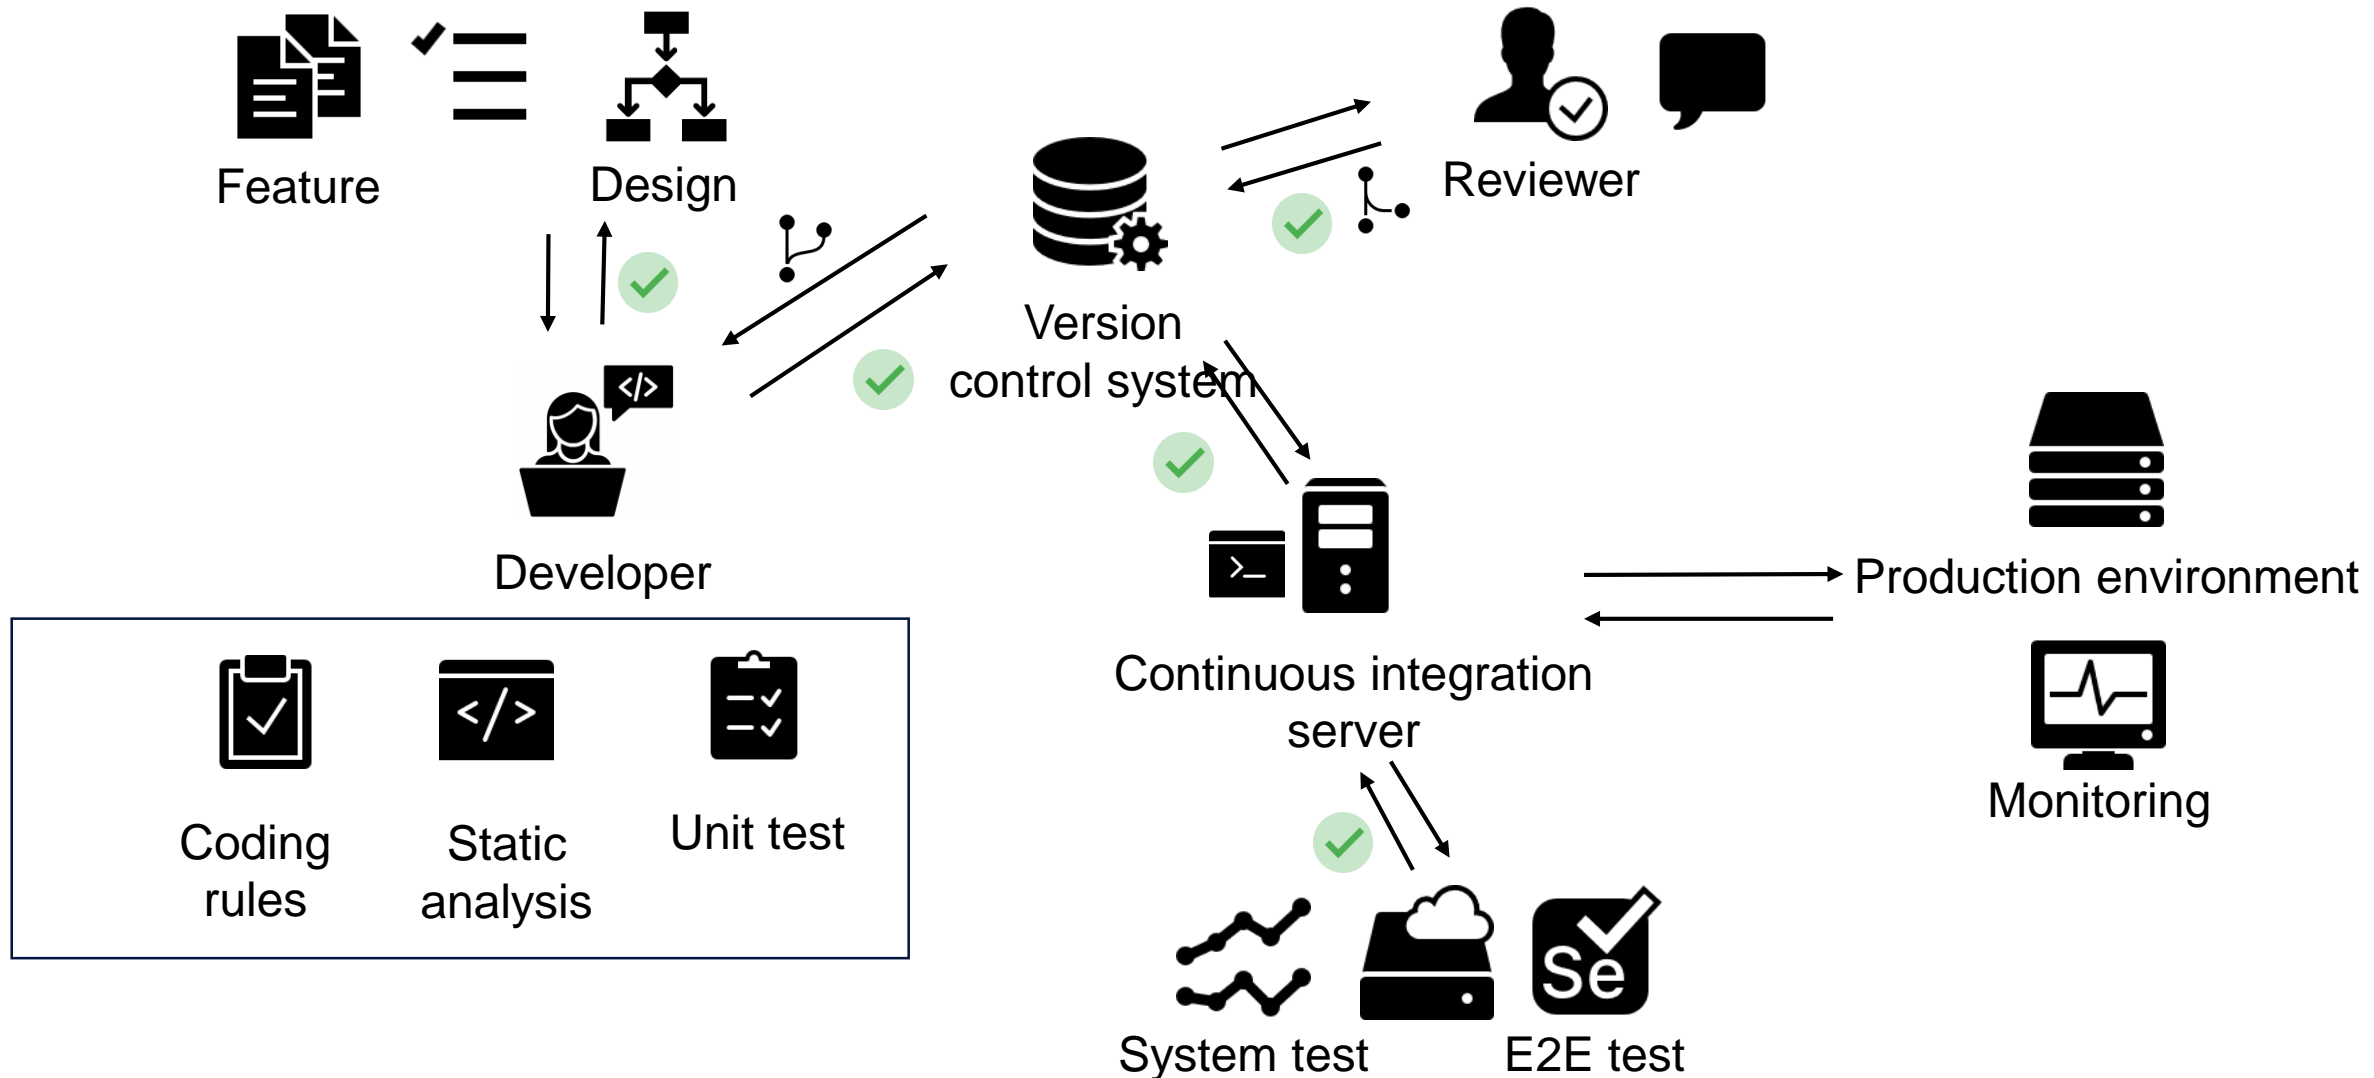 Feature
Design
Reviewer
Version
control system
</>
Developer
>_
Production environment
Continuous integration
server
</>
Coding
rules
Static
analysis
Unit test
Monitoring
Se
System test
E2E test